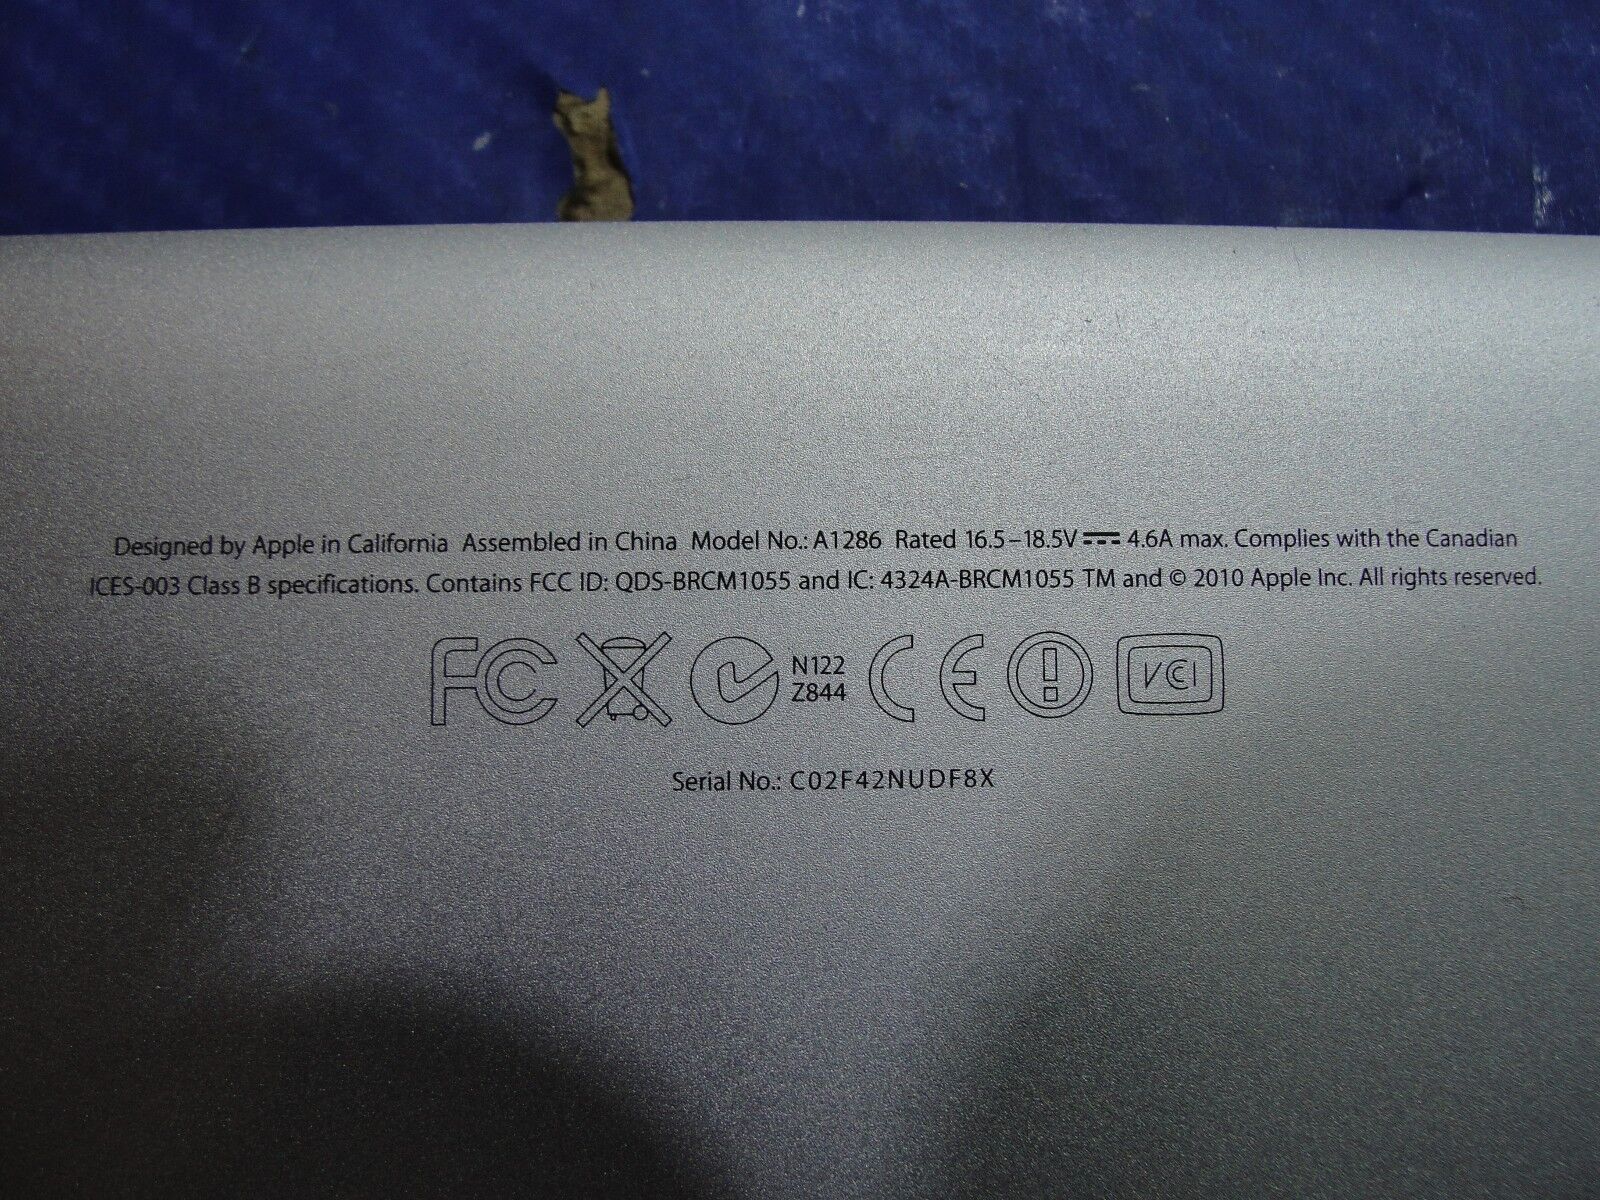 Designed by Apple in California Assembled in China Model No.: A1286 Rated 16.5–18.5V⎓ 4.6A max. Complies with the Canadian
ICES-003 Class B specifications. Contains FCC ID: QDS-BRCM1055 and IC: 4324A-BRCM1055 TM and © 2010 Apple Inc. All rights reserved.
FC N122 CE VCI
Z844
Serial No.: C02F42NUDF8X